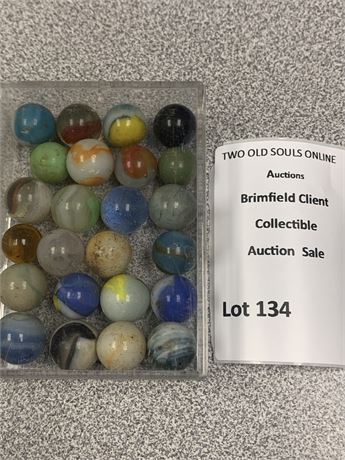 TWO OLD SOULS ONLINE
Auctions
Brimfield Client
Collectible
Auction Sale
Lot 134